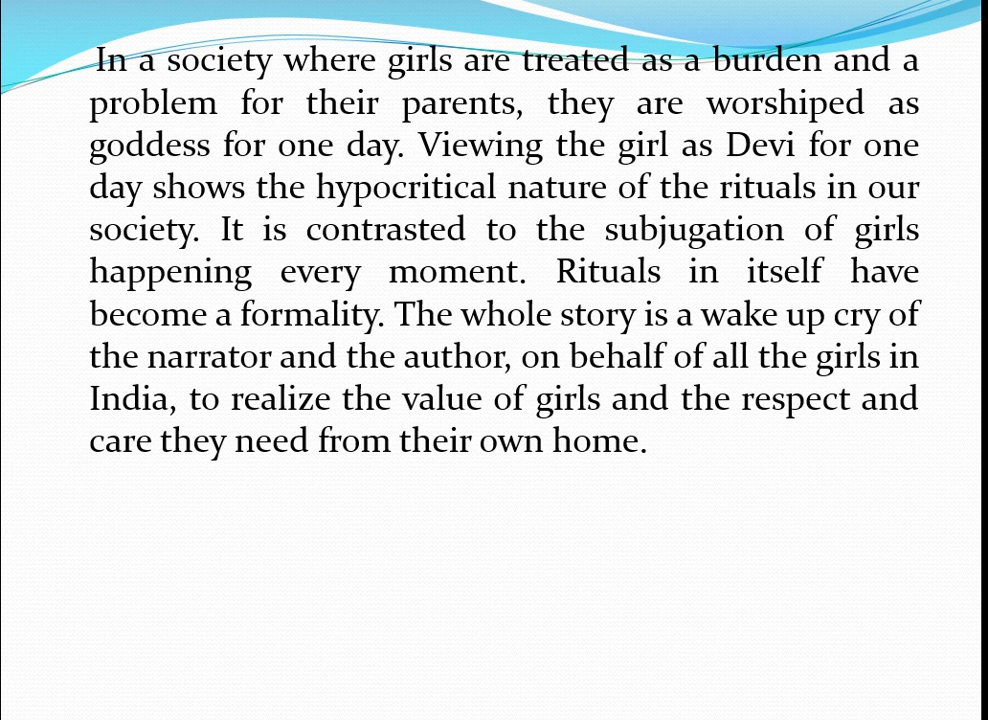 In a society where girls are treated as a burden and a
problem for their parents, they are worshiped as
goddess for one day. Viewing the girl as Devi for one
day shows the hypocritical nature of the rituals in our
society. It is contrasted to the subjugation of girls
happening every moment. Rituals in itself have
become a formality. The whole story is a wake up cry of
the narrator and the author, on behalf of all the girls in
India, to realize the value of girls and the respect and
care they need from their own home.